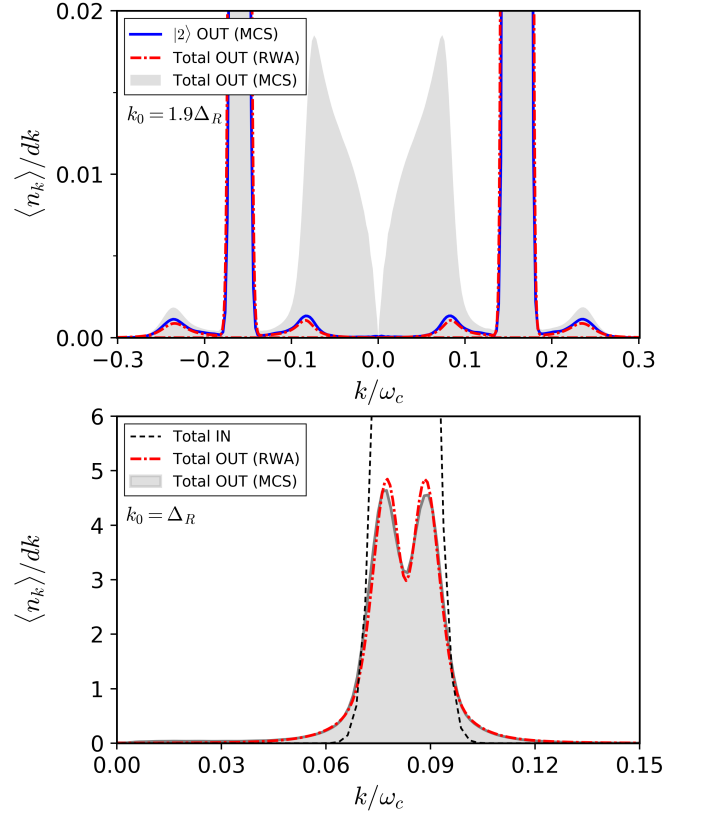 |2⟩ OUT (MCS)
Total OUT (RWA)
Total OUT (MCS)
k₀ = 1.9Δ_R
0.02
0.01
0.00
⟨n_k⟩/dk
−0.3 −0.2 −0.1 0.0 0.1 0.2 0.3
k/ω_c
Total IN
Total OUT (RWA)
Total OUT (MCS)
k₀ = Δ_R
6
5
4
3
2
1
0
⟨n_k⟩/dk
0.00 0.03 0.06 0.09 0.12 0.15
k/ω_c